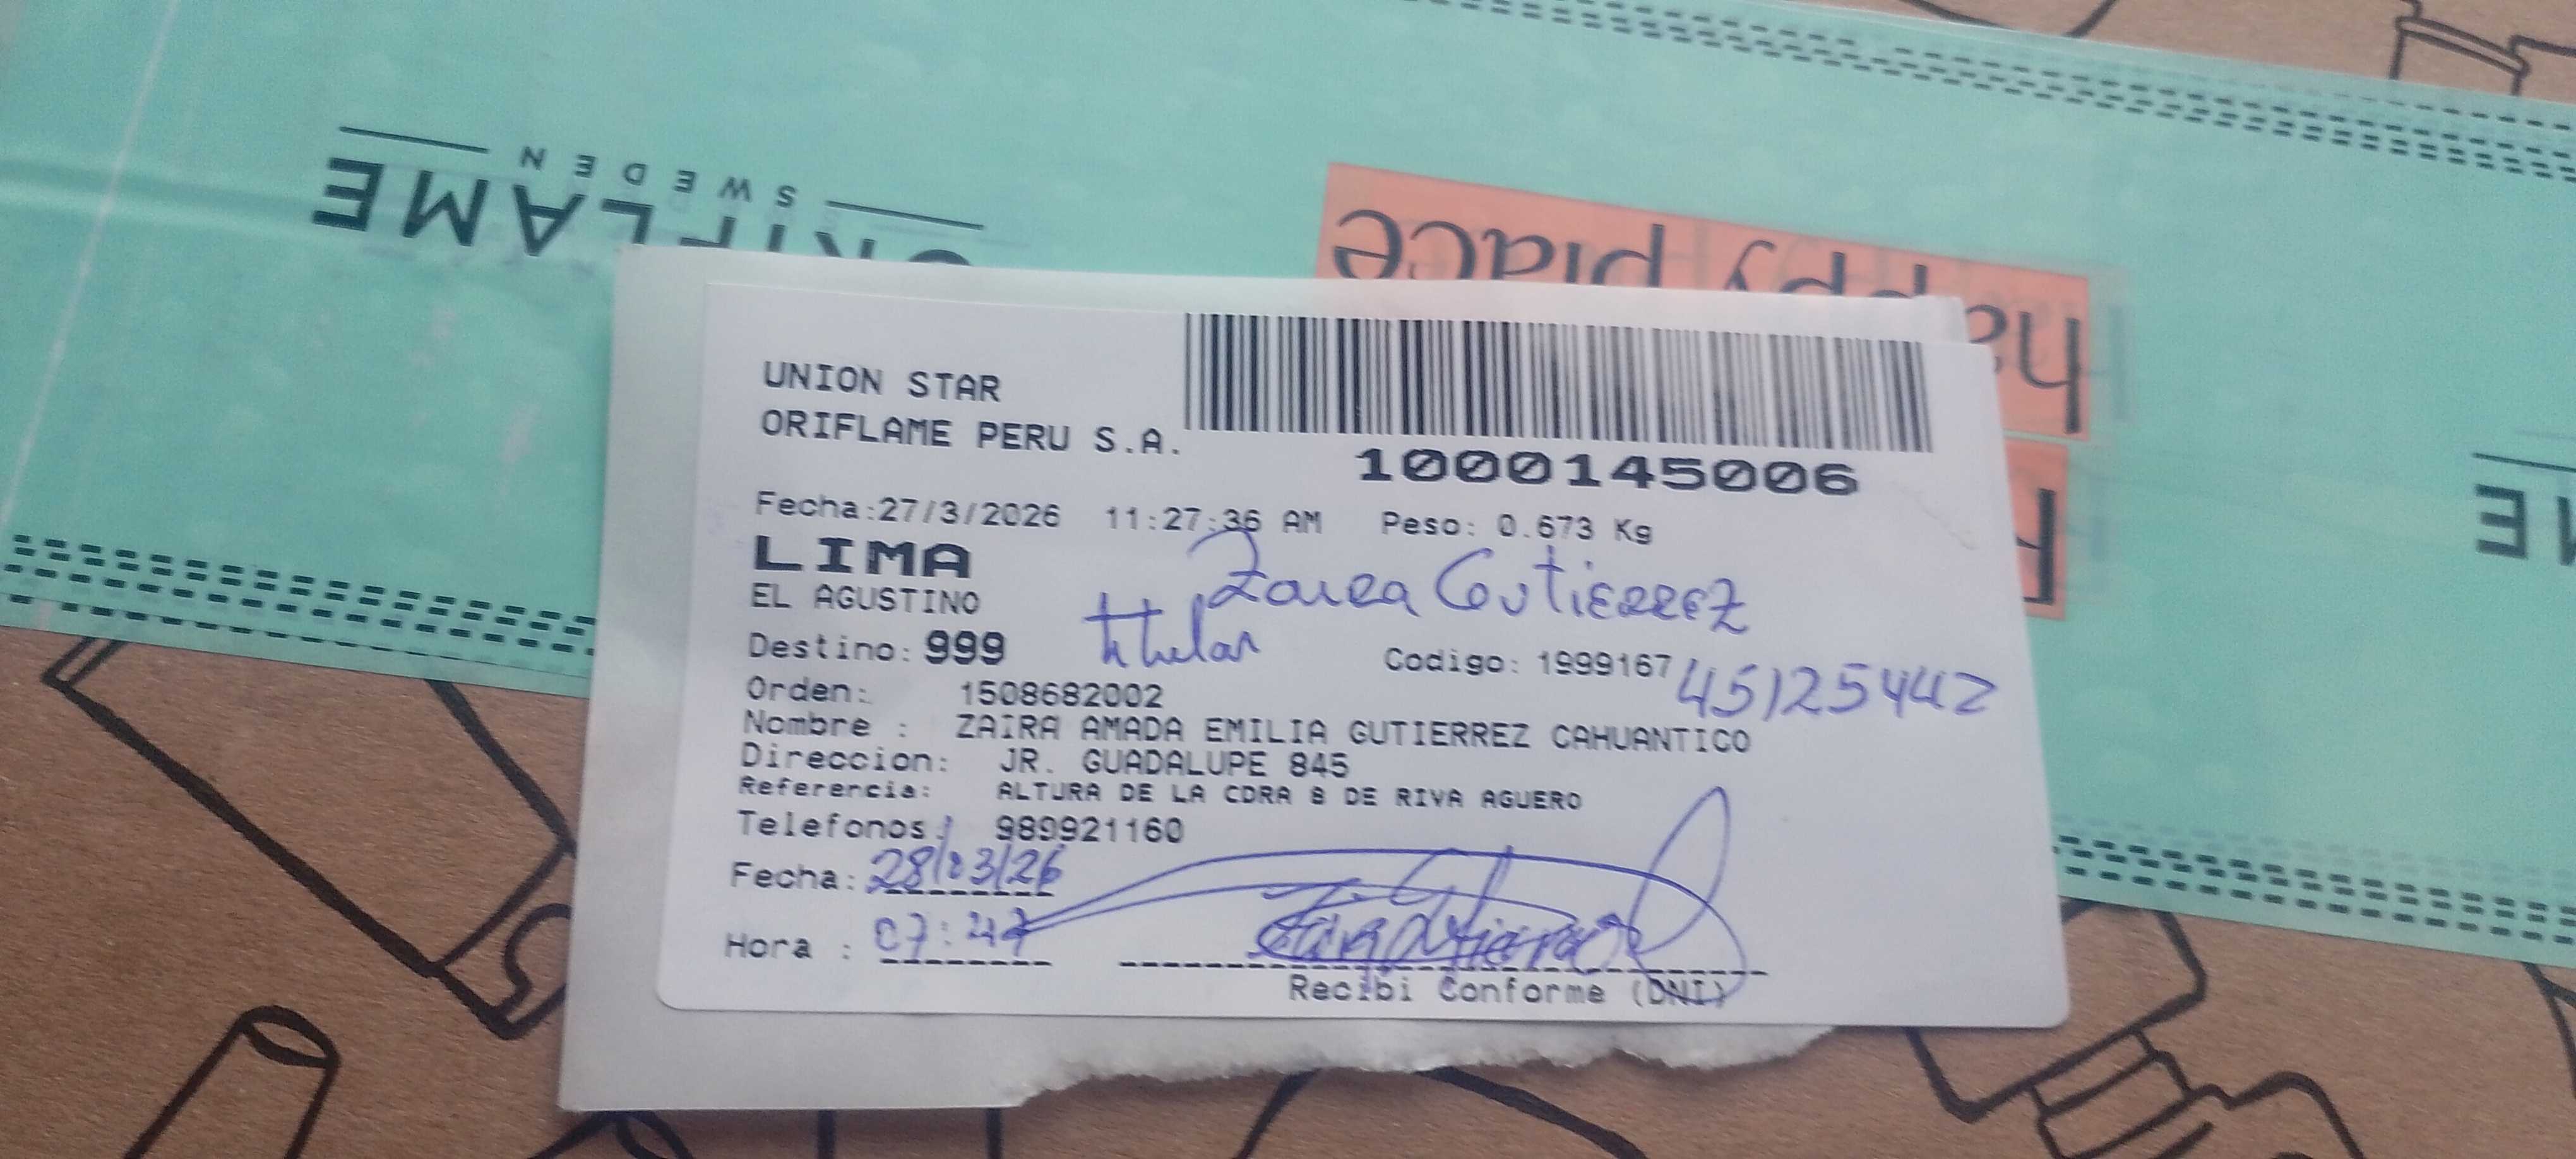 ORIFLAME
SWEDEN
happy place
UNION STAR
ORIFLAME PERU S.A.
1000145006
Fecha:27/3/2026 11:27:36 AM Peso: 0.673 Kg
LIMA
Zaira Gutierrez
EL AGUSTINO
titular
Destino: 999
Codigo: 1999167
Orden: 1508682002
Nombre : ZAIRA AMADA EMILIA GUTIERREZ CAHUANTICO
Direccion: JR. GUADALUPE 845
Referencia: ALTURA DE LA CDRA 8 DE RIVA AGUERO
Telefonos: 989921160
Fecha: 28/03/26
Hora : 07:47
Recibi Conforme (DNI)